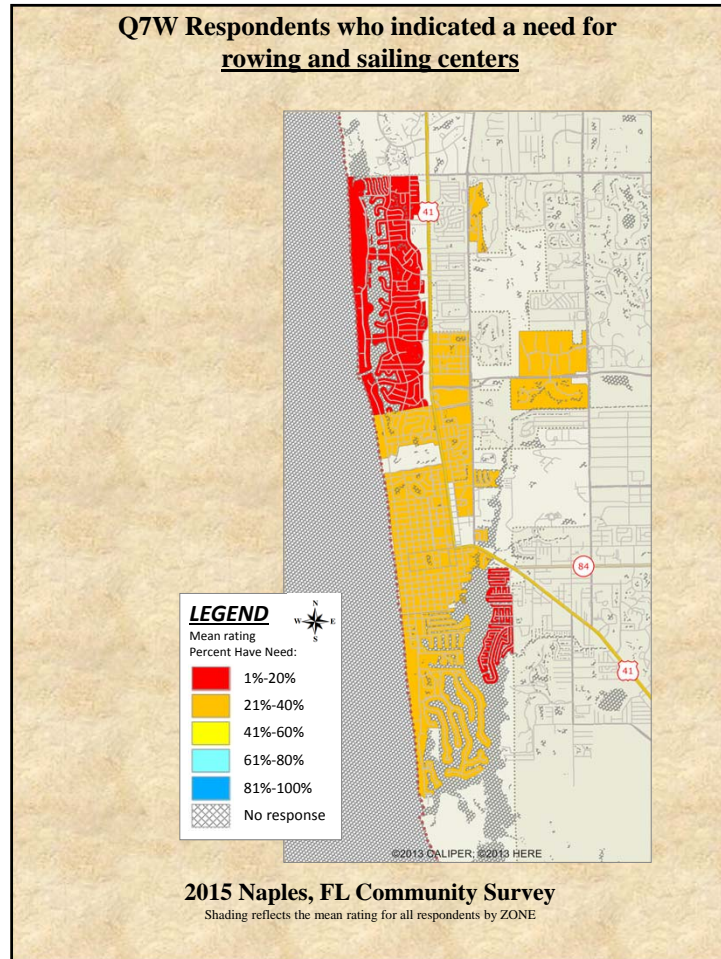 Q7W Respondents who indicated a need for
rowing and sailing centers
41
84
41
LEGEND
N
W E
S
Mean rating
Percent Have Need:
1%-20%
21%-40%
41%-60%
61%-80%
81%-100%
No response
©2013 CALIPER; ©2013 HERE
2015 Naples, FL Community Survey
Shading reflects the mean rating for all respondents by ZONE